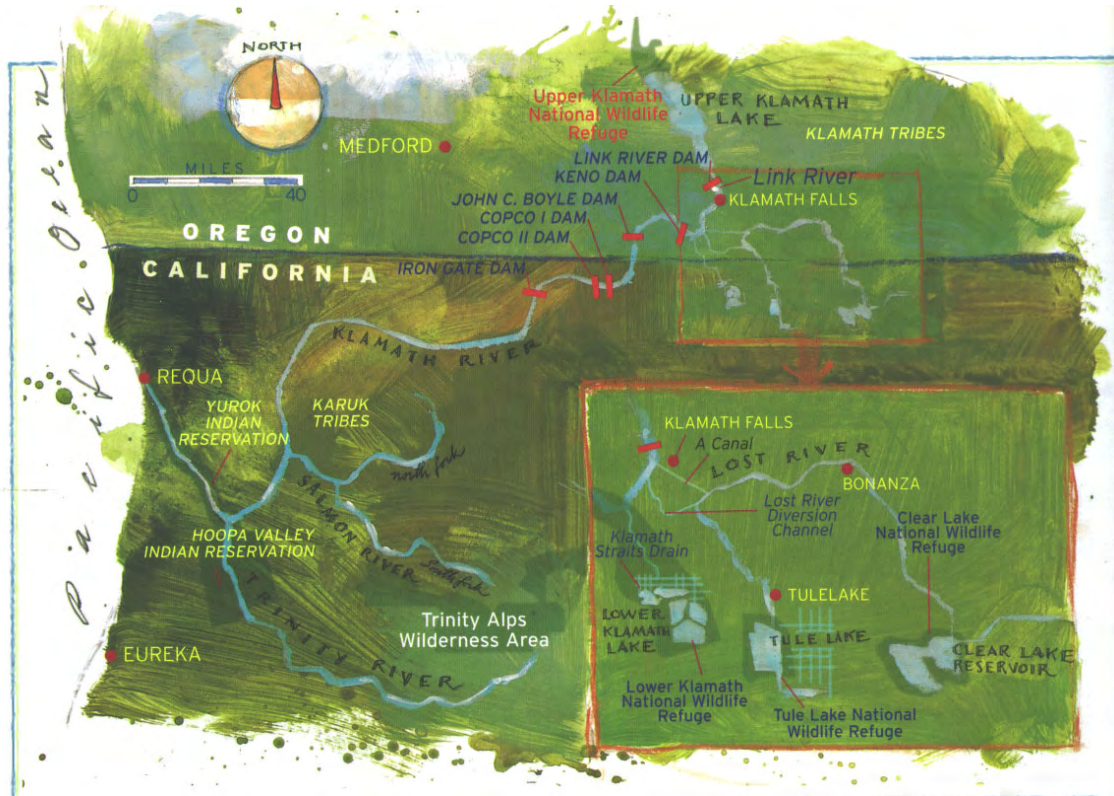 NORTH
Pacific Ocean
MILES
0 40
MEDFORD
OREGON
CALIFORNIA
Upper Klamath
National Wildlife
Refuge
UPPER KLAMATH
LAKE
KLAMATH TRIBES
LINK RIVER DAM
KENO DAM
Link River
KLAMATH FALLS
JOHN C. BOYLE DAM
COPCO I DAM
COPCO II DAM
IRON GATE DAM
KLAMATH RIVER
REQUA
YUROK
INDIAN
RESERVATION
KARUK
TRIBES
north fork
SALMON RIVER
South fork
HOOPA VALLEY
INDIAN RESERVATION
TRINITY RIVER
Trinity Alps
Wilderness Area
EUREKA
KLAMATH FALLS
A Canal
LOST RIVER
BONANZA
Lost River
Diversion
Channel
Clear Lake
National Wildlife
Refuge
Klamath
Straits Drain
TULELAKE
LOWER
KLAMATH
LAKE
TULE LAKE
CLEAR LAKE
RESERVOIR
Lower Klamath
National Wildlife
Refuge
Tule Lake National
Wildlife Refuge